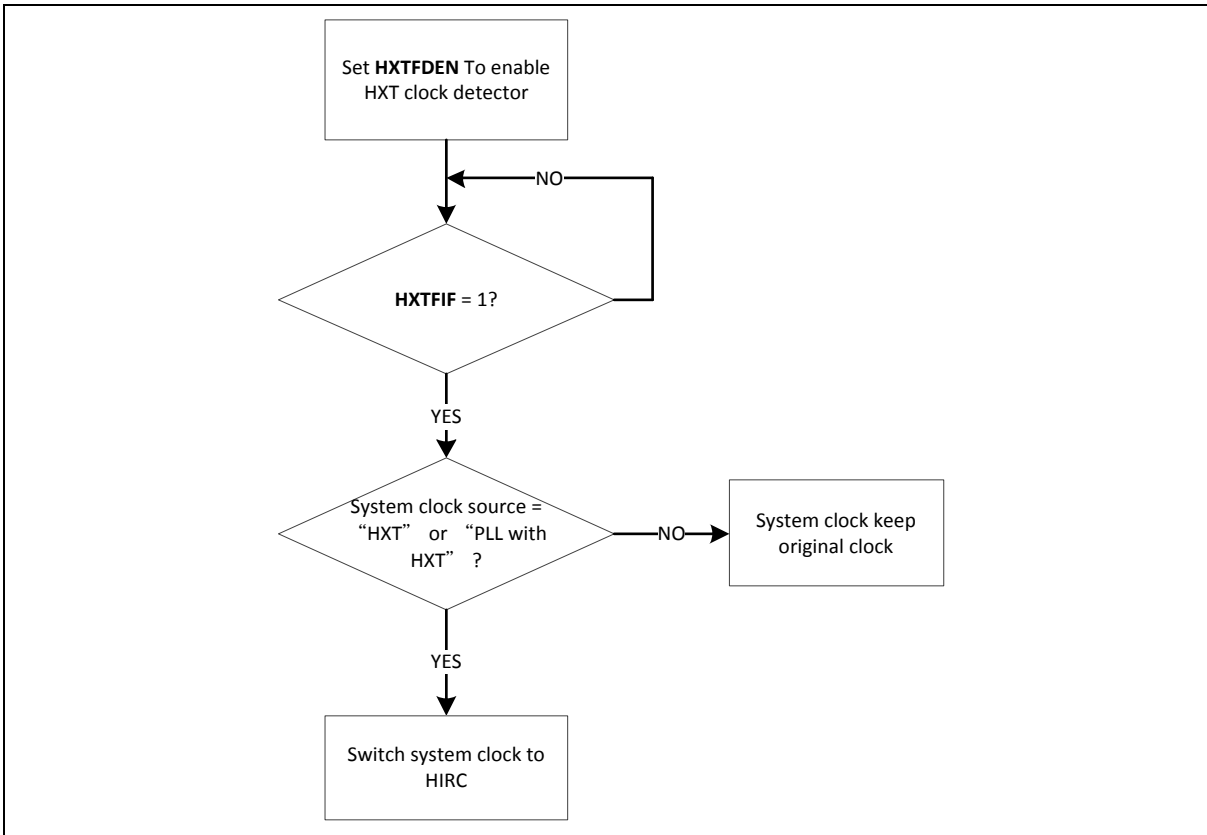 Set HXTFDEN To enable
HXT clock detector
NO
HXTFIF = 1?
YES
System clock source =
“HXT” or “PLL with
HXT” ?
NO
System clock keep
original clock
YES
Switch system clock to
HIRC